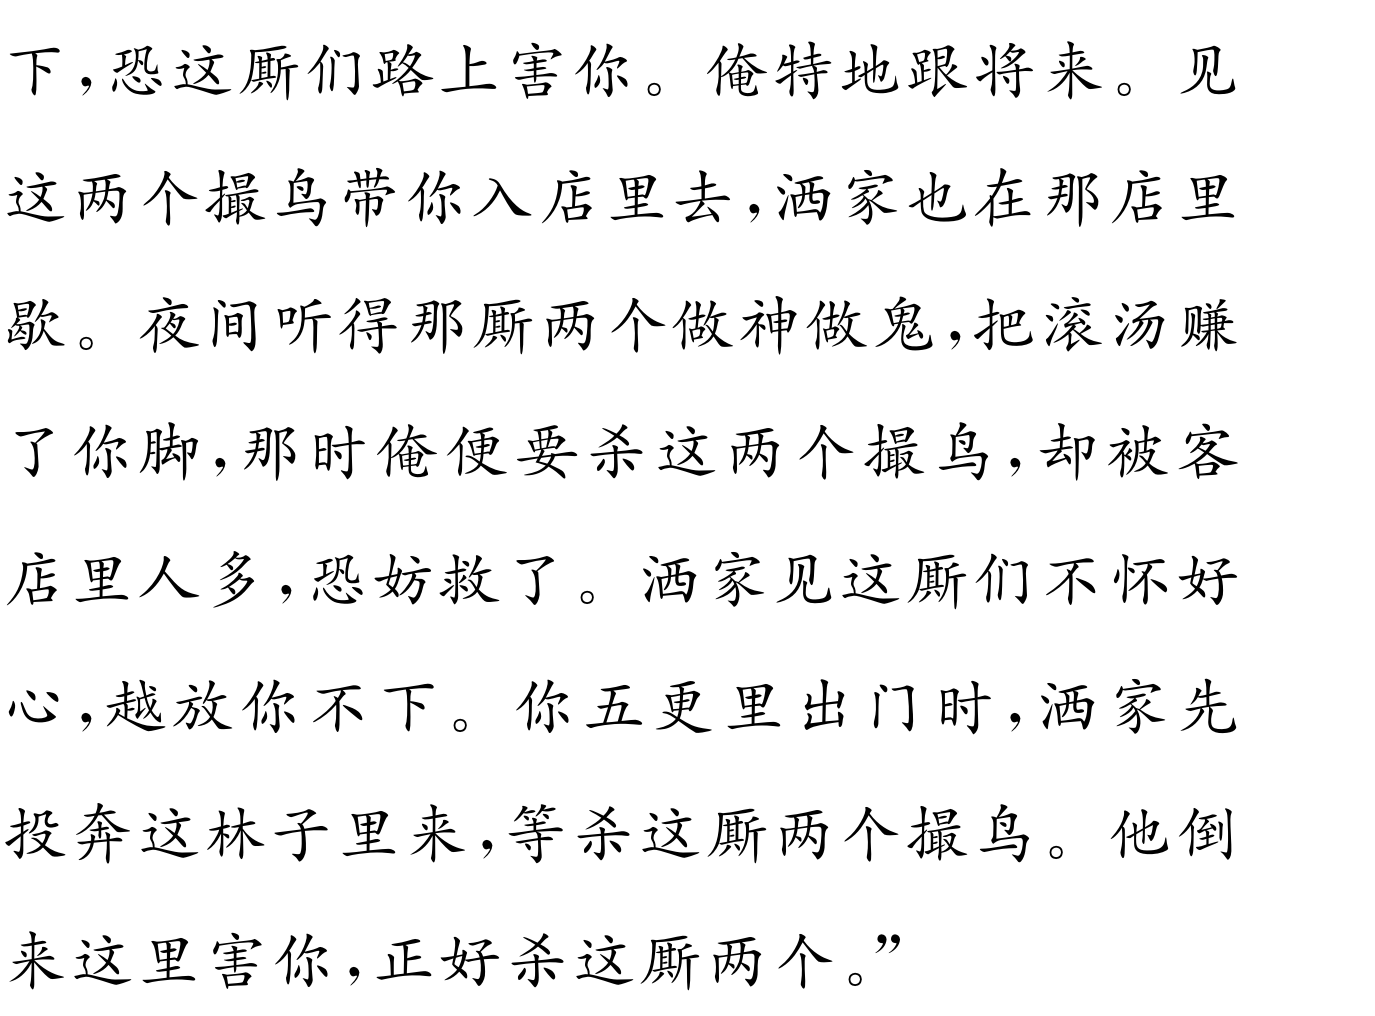 下，恐这厮们路上害你。俺特地跟将来。见
这两个撮鸟带你入店里去，洒家也在那店里
歇。夜间听得那厮两个做神做鬼，把滚汤赚
了你脚，那时俺便要杀这两个撮鸟，却被客
店里人多，恐妨救了。洒家见这厮们不怀好
心，越放你不下。你五更里出门时，洒家先
投奔这林子里来，等杀这厮两个撮鸟。他倒
来这里害你，正好杀这厮两个。”